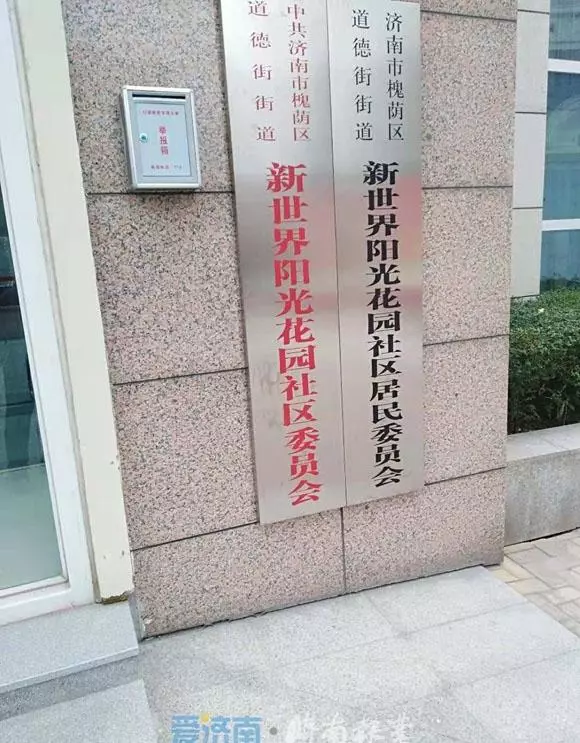 济南市槐荫区
道德街街道
新世界阳光花园社区居民委员会
中共济南市槐荫区
道德街街道
新世界阳光花园社区委员会
举报箱
爱济南